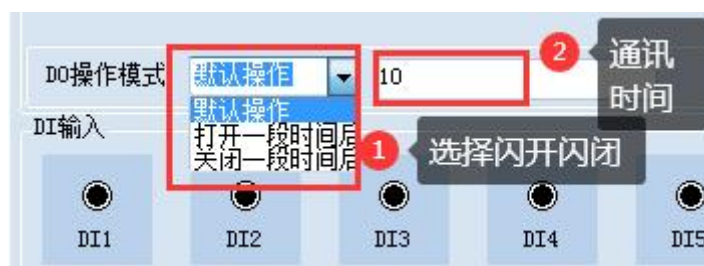 DO操作模式 默认操作 10
默认操作
打开一段时间后
关闭一段时间后
2 通讯
时间
1 选择闪开闪闭
DI输入
DI1 DI2 DI3 DI4 DI5